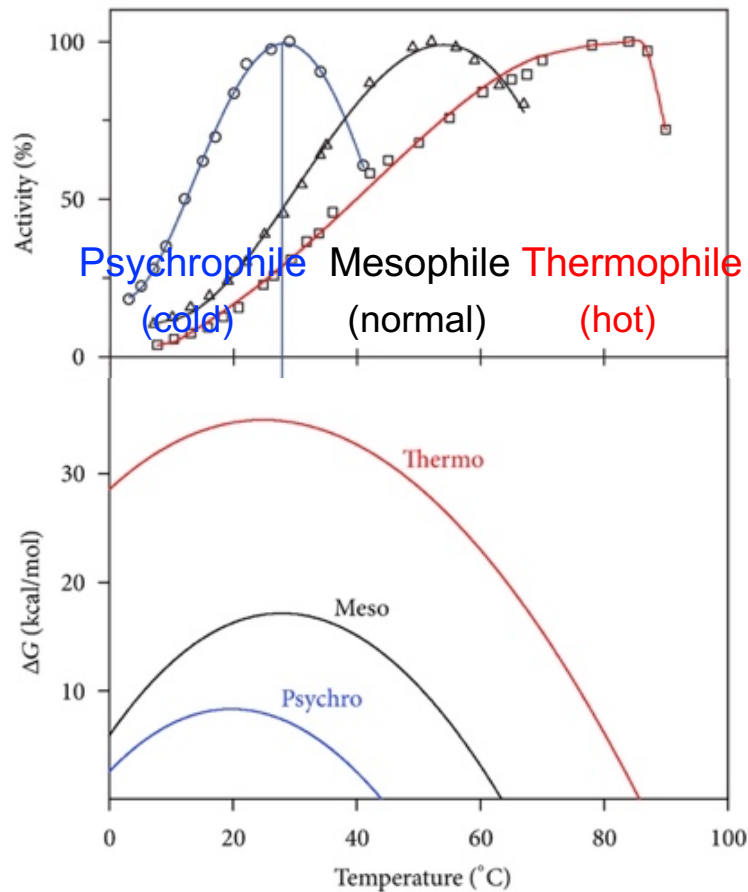 100
50
0
Activity (%)
Psychrophile Mesophile Thermophile
(cold) (normal) (hot)
30
20
10
ΔG (kcal/mol)
Thermo
Meso
Psychro
0 20 40 60 80 100
Temperature (°C)